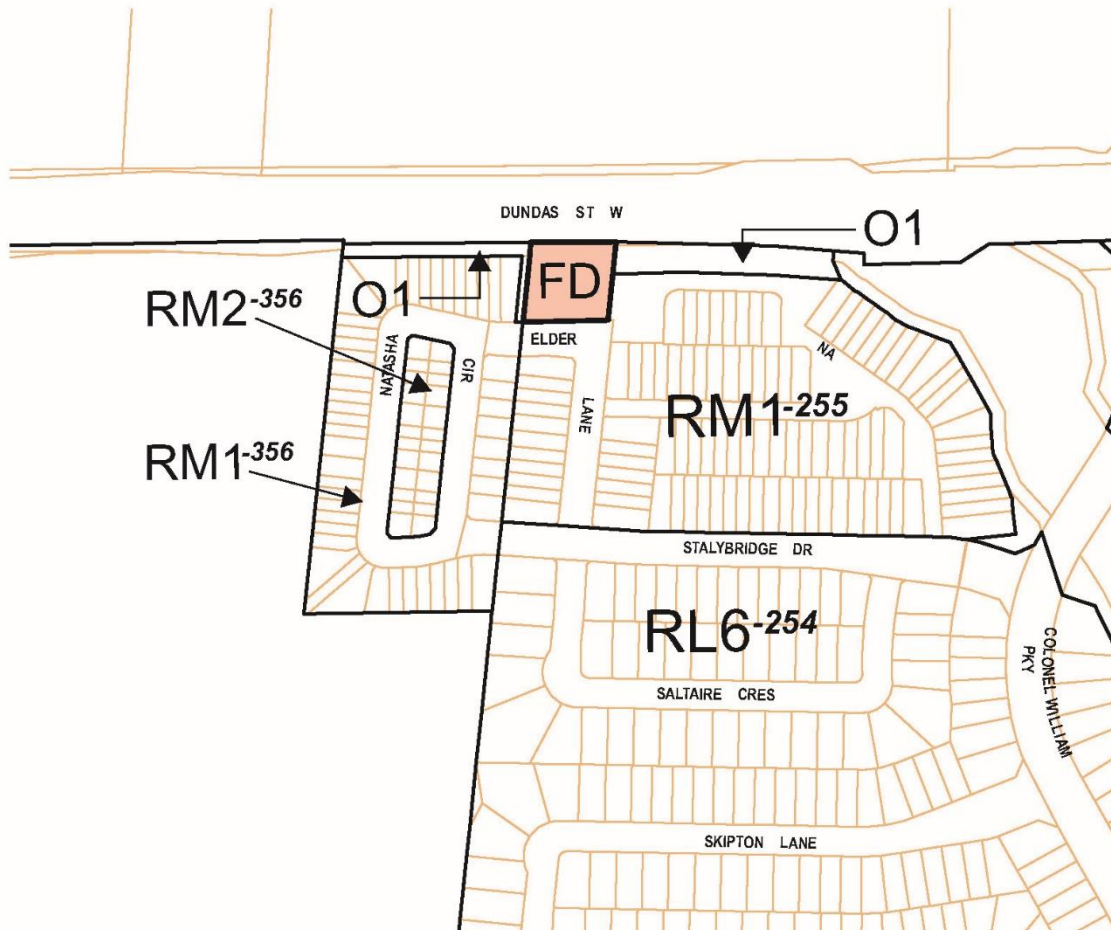 DUNDAS ST W
O1
FD
O1
RM2-356
ELDER
NATASHA
CIR
NA
LANE
RM1-255
RM1-356
STALYBRIDGE DR
RL6-254
COLONEL WILLIAM
PKY
SALTAIRE CRES
SKIPTON LANE